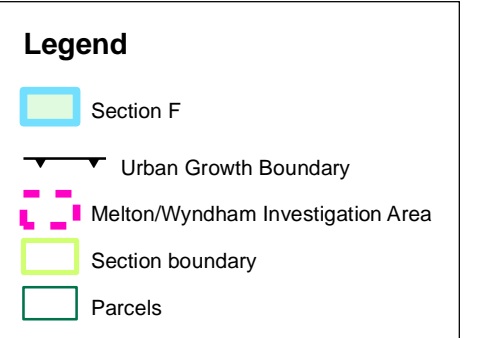 Legend
Section F
Urban Growth Boundary
Melton/Wyndham Investigation Area
Section boundary
Parcels